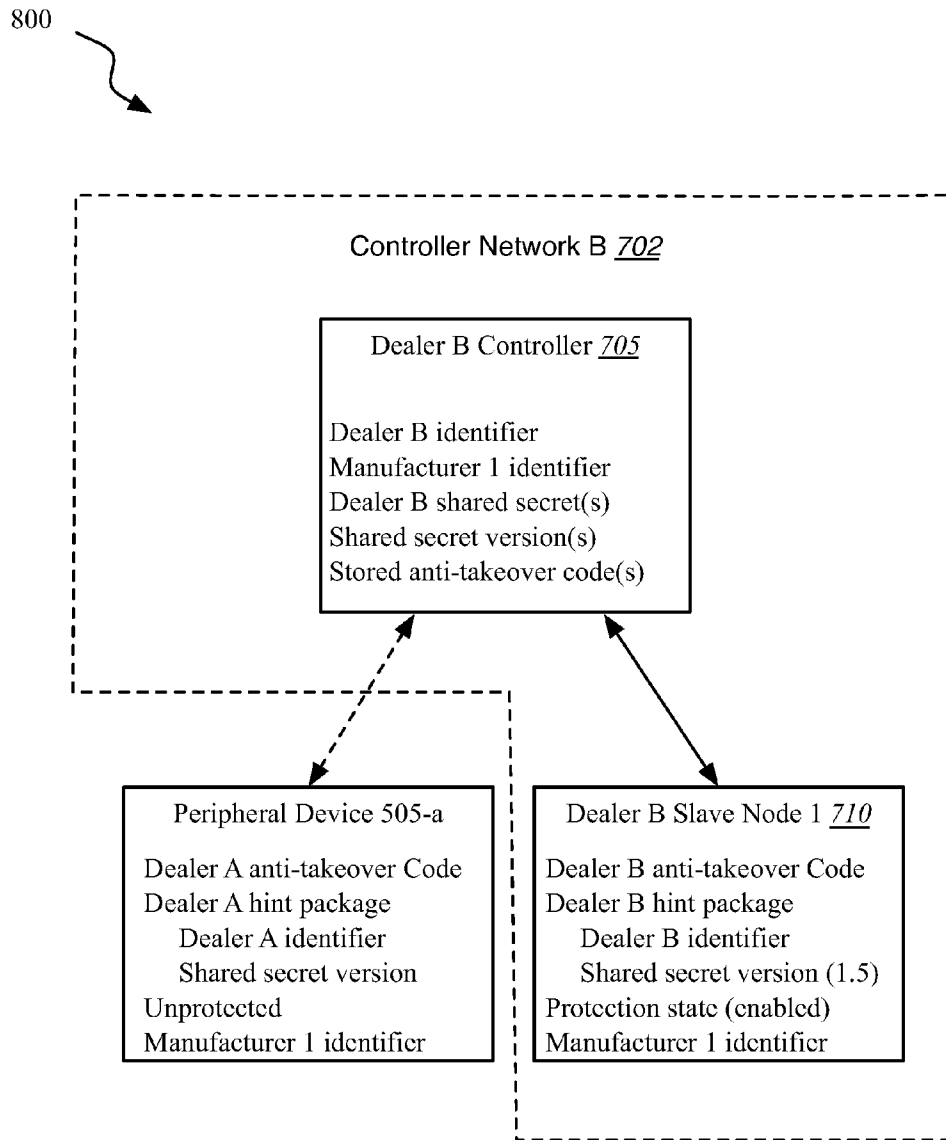 800
Controller Network B 702
Dealer B Controller 705
Dealer B identifier
Manufacturer 1 identifier
Dealer B shared secret(s)
Shared secret version(s)
Stored anti-takeover code(s)
Peripheral Device 505-a
Dealer A anti-takeover Code
Dealer A hint package
Dealer A identifier
Shared secret version
Unprotected
Manufacturer 1 identifier
Dealer B Slave Node 1 710
Dealer B anti-takeover Code
Dealer B hint package
Dealer B identifier
Shared secret version (1.5)
Protection state (enabled)
Manufacturer 1 identifier